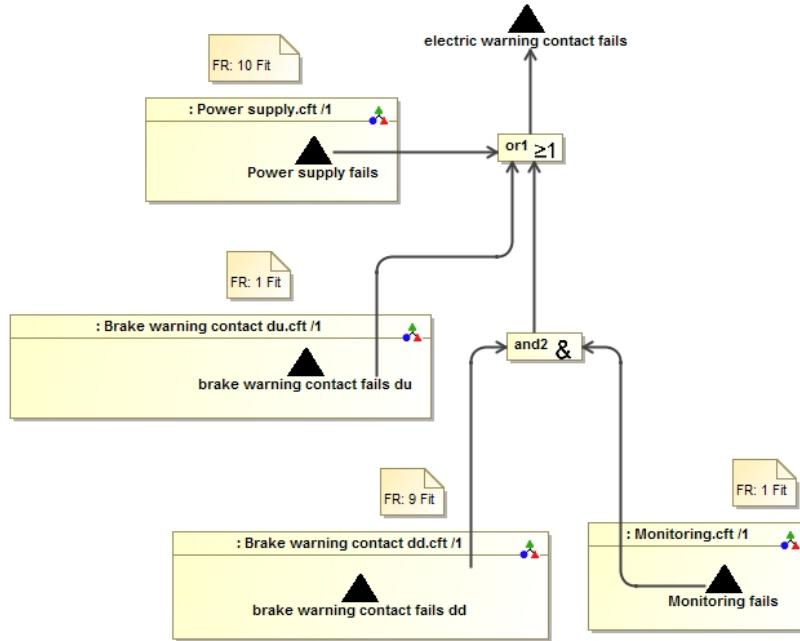 electric warning contact fails
FR: 10 Fit
: Power supply.cft /1
Power supply fails
or1 ≥1
FR: 1 Fit
: Brake warning contact du.cft /1
brake warning contact fails du
and2 &
FR: 9 Fit
FR: 1 Fit
: Brake warning contact dd.cft /1
brake warning contact fails dd
: Monitoring.cft /1
Monitoring fails